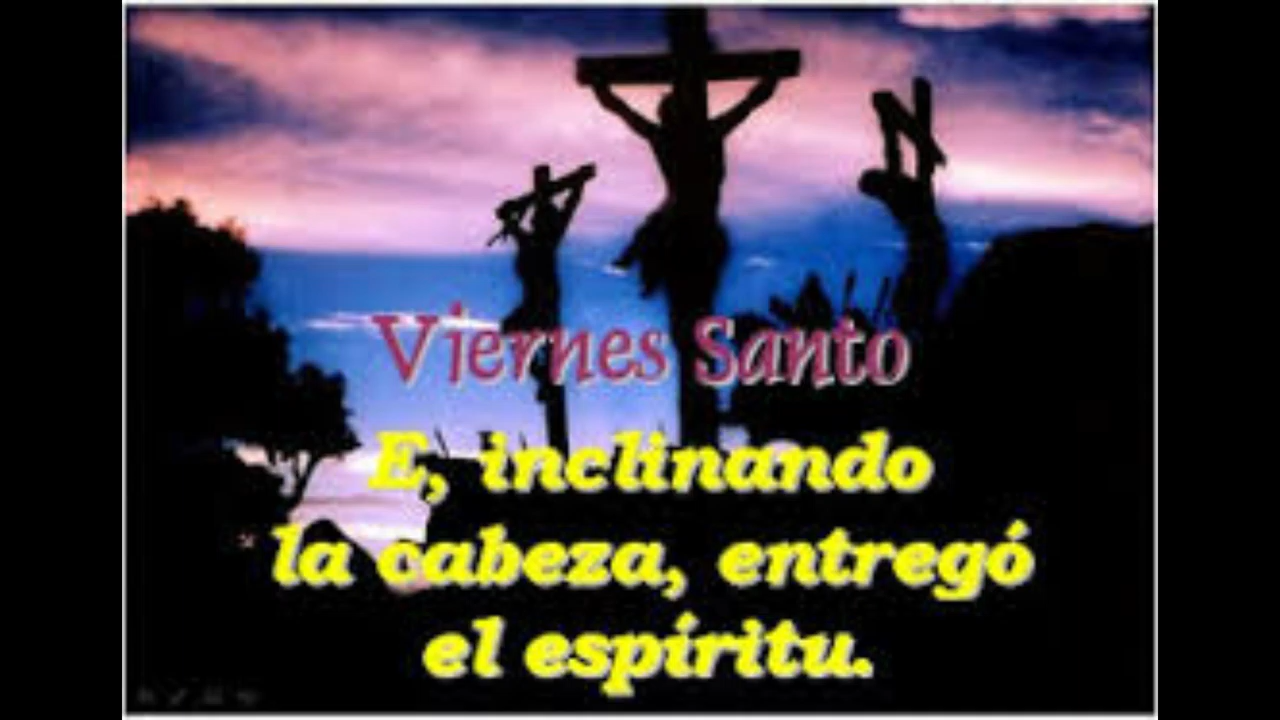 Viernes Santo
E, inclinando
la cabeza, entregó
el espíritu.